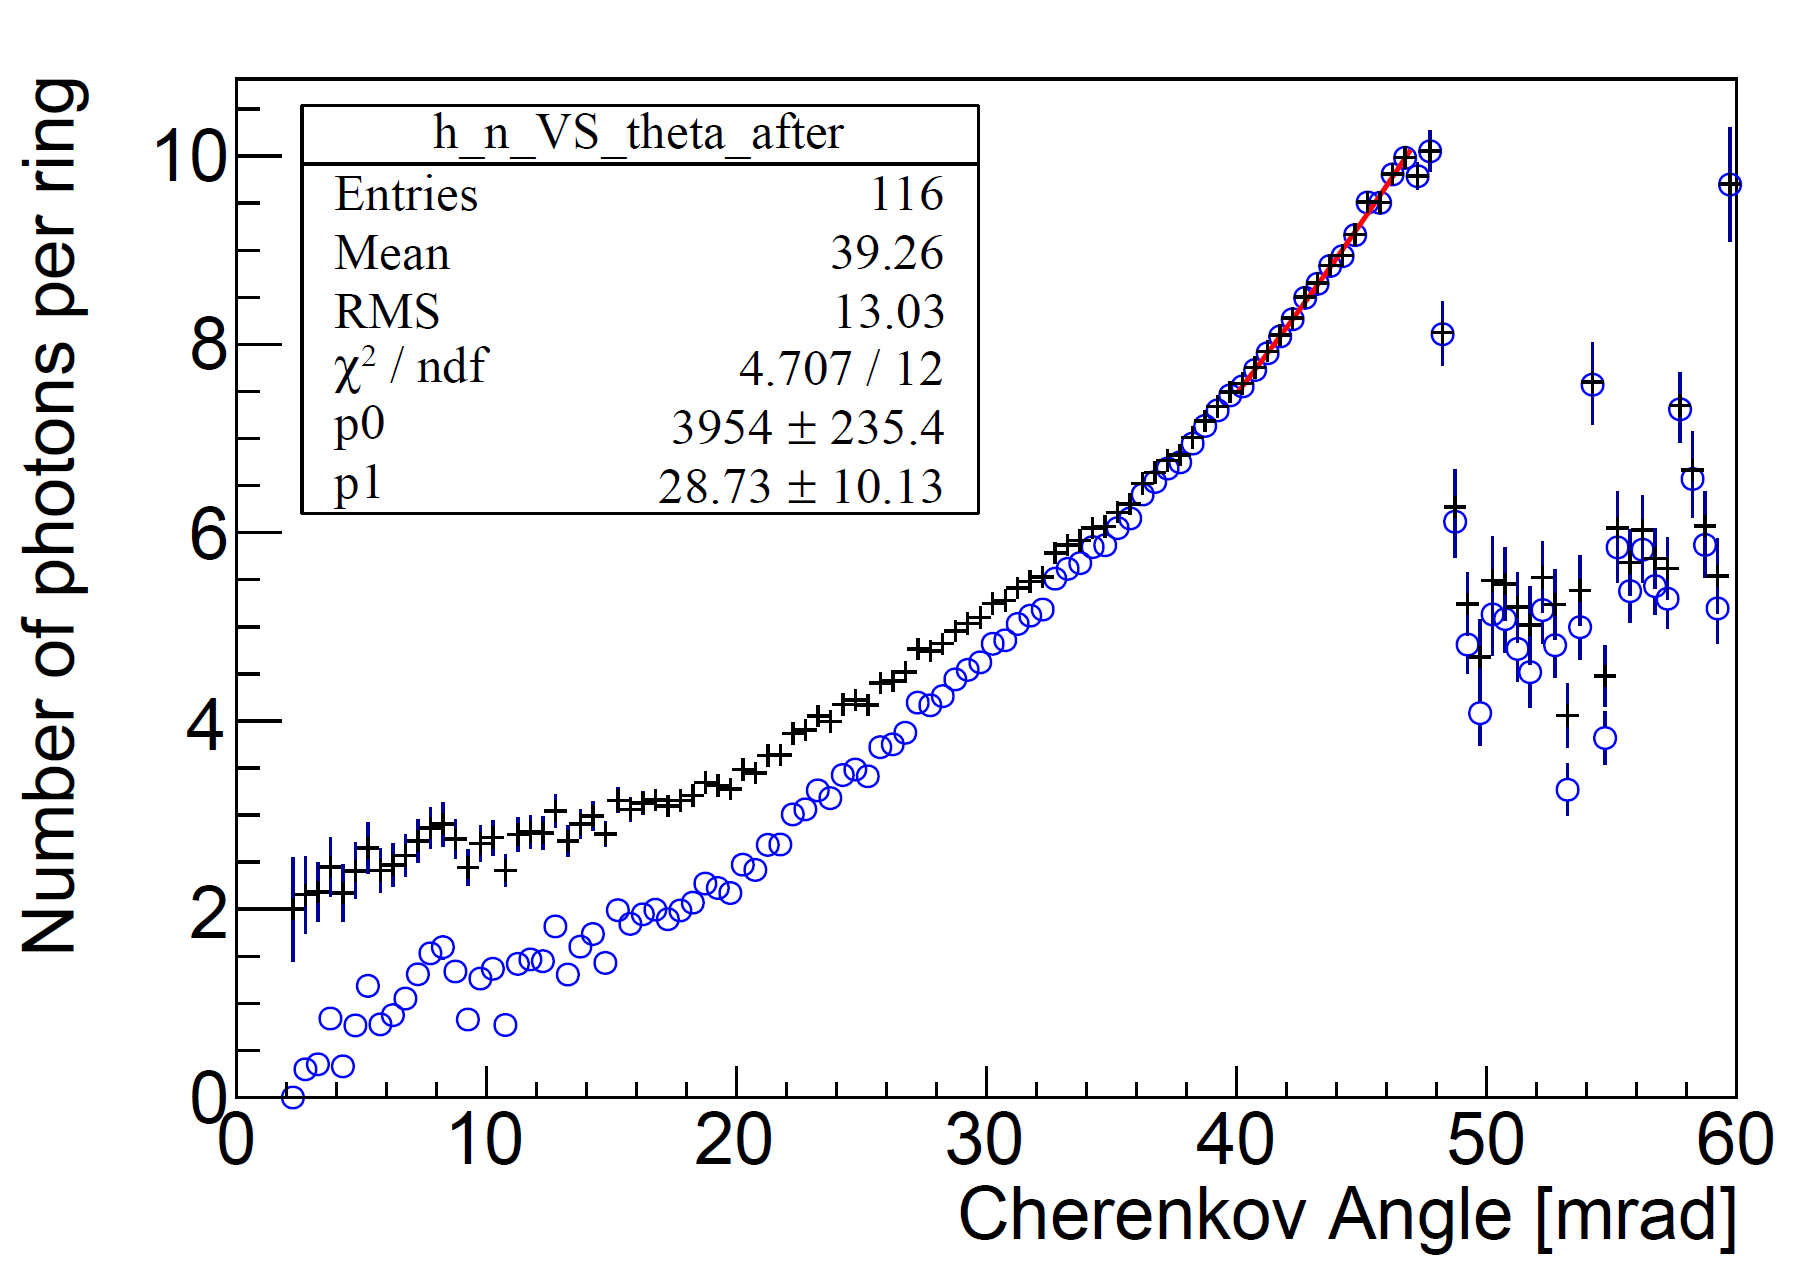 Number of photons per ring
h_n_VS_theta_after
Entries 116
Mean 39.26
RMS 13.03
χ² / ndf 4.707 / 12
p0 3954 ± 235.4
p1 28.73 ± 10.13
10
8
6
4
2
0
0 10 20 30 40 50 60
Cherenkov Angle [mrad]